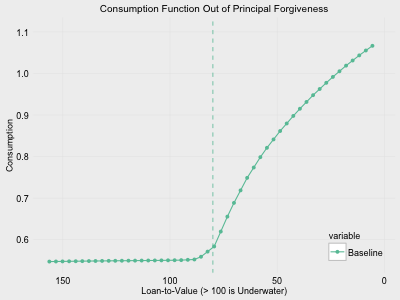 Consumption Function Out of Principal Forgiveness
1.1
1.0
0.9
0.8
0.7
0.6
Consumption
150
100
50
0
Loan-to-Value (> 100 is Underwater)
variable
Baseline